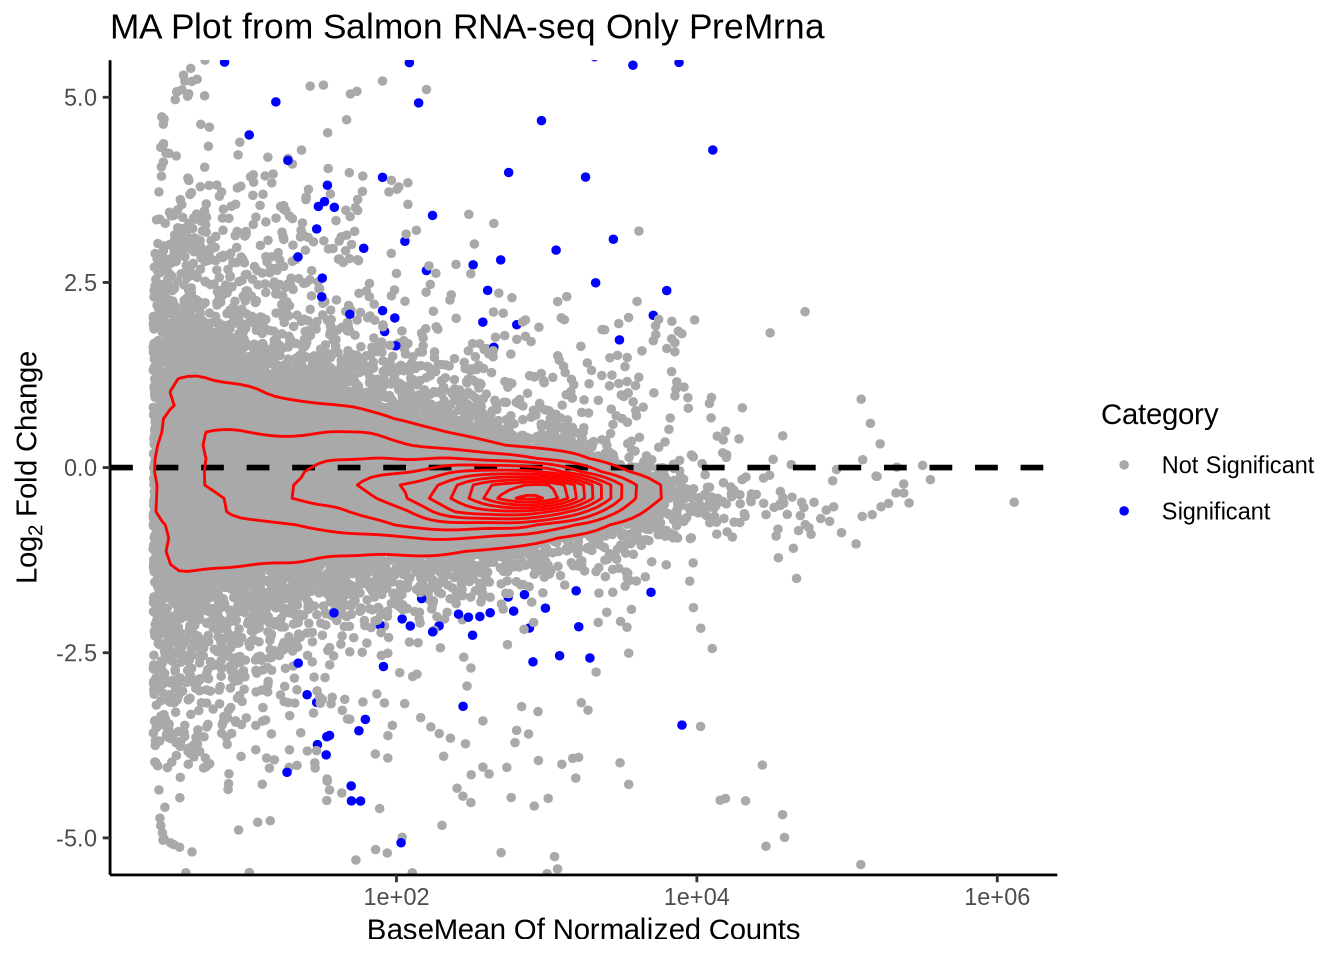 MA Plot from Salmon RNA-seq Only PreMrna
5.0
2.5
0.0
-2.5
-5.0
Log₂ Fold Change
1e+02
1e+04
1e+06
BaseMean Of Normalized Counts
Category
Not Significant
Significant